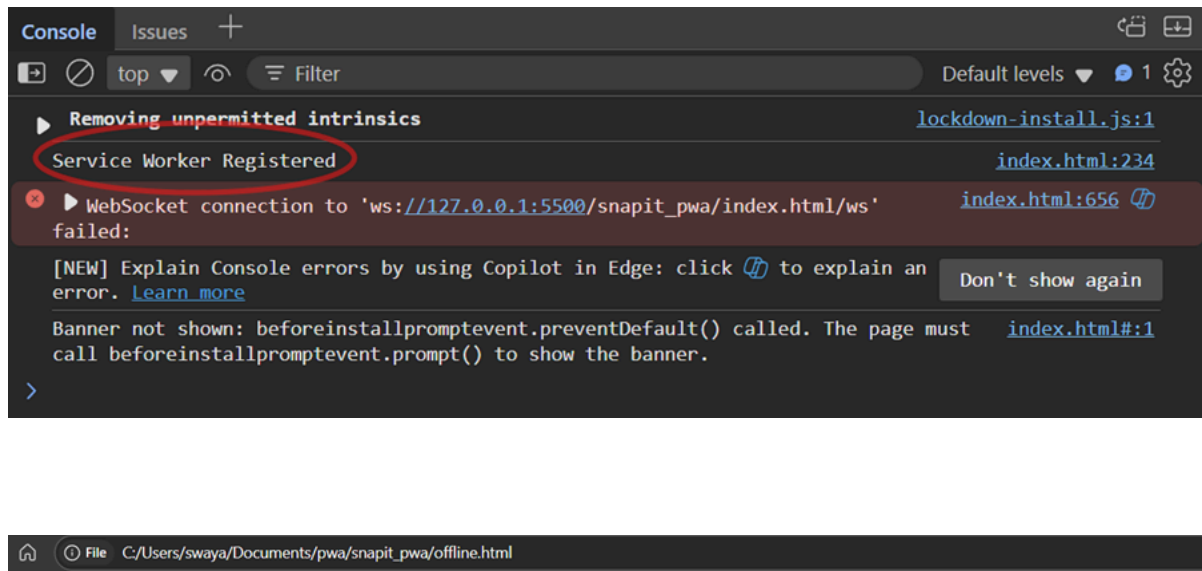 Console Issues
top Filter Default levels 1
Removing unpermitted intrinsics lockdown-install.js:1
Service Worker Registered index.html:234
WebSocket connection to 'ws://127.0.0.1:5500/snapit_pwa/index.html/ws' index.html:656
failed:
[NEW] Explain Console errors by using Copilot in Edge: click to explain an
error. Learn more Don't show again
Banner not shown: beforeinstallpromptevent.preventDefault() called. The page must index.html#:1
call beforeinstallpromptevent.prompt() to show the banner.
File C:/Users/swaya/Documents/pwa/snapit_pwa/offline.html